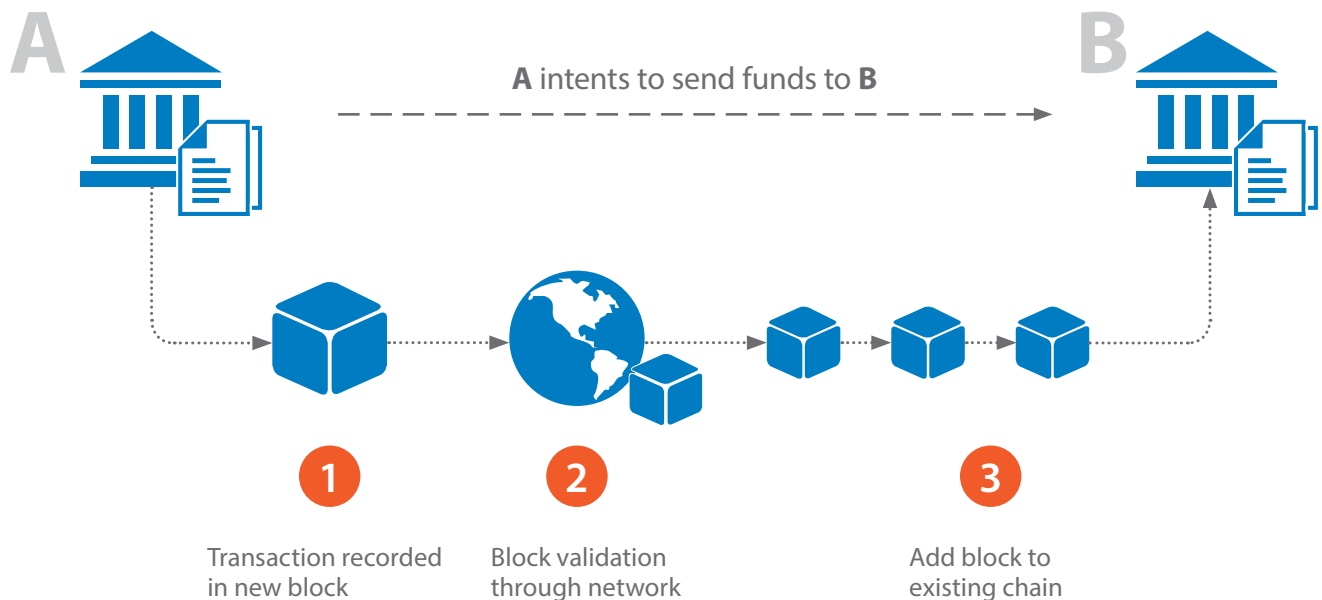 A
B
A intents to send funds to B
1
2
3
Transaction recorded
in new block
Block validation
through network
Add block to
existing chain